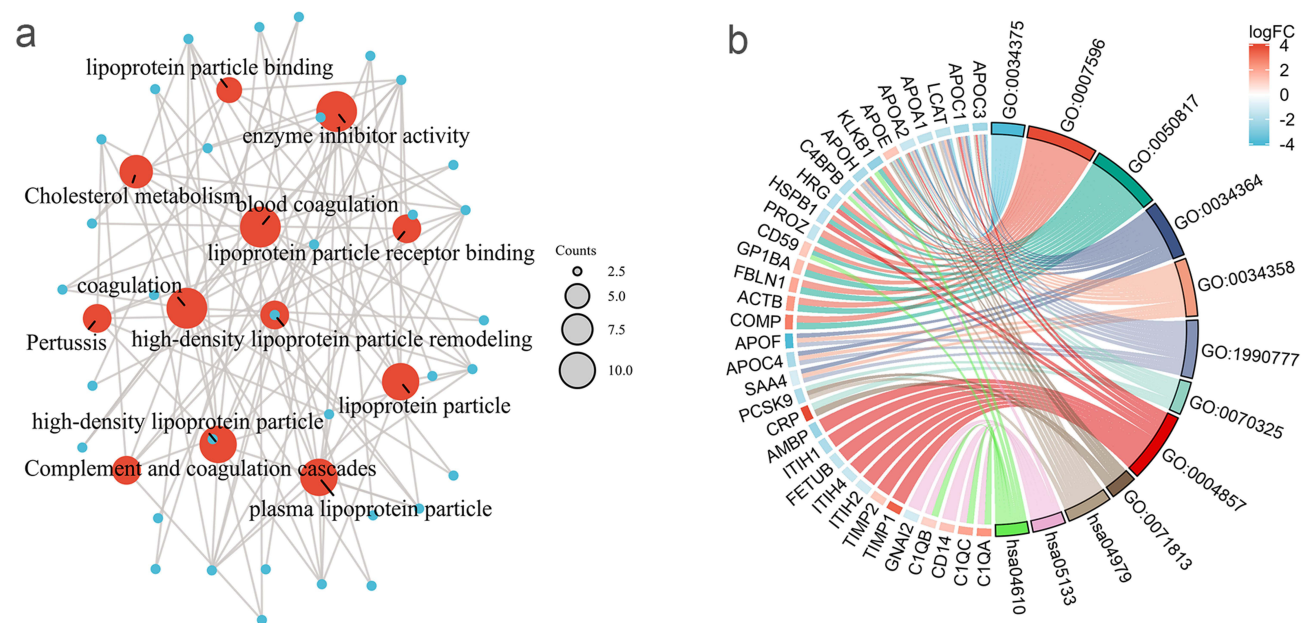 a
lipoprotein particle binding
enzyme inhibitor activity
Cholesterol metabolism
blood coagulation
lipoprotein particle receptor binding
coagulation
Pertussis
high-density lipoprotein particle remodeling
lipoprotein particle
high-density lipoprotein particle
Complement and coagulation cascades
plasma lipoprotein particle
Counts
2.5
5.0
7.5
10.0
b
logFC
4
2
0
-2
-4
GO:0034375
GO:0007596
GO:0050817
GO:0034364
GO:0034358
GO:1990777
GO:0070325
GO:0004857
GO:0071813
hsa04979
hsa05133
hsa04610
APOC3
APOC1
LCAT
APOA1
APOA2
APOE
KLKB1
APOH
C4BPB
HRG
HSPB1
PROZ
CD59
GP1BA
FBLN1
ACTB
COMP
APOF
APOC4
SAA4
PCSK9
CRP
AMBP
ITIH1
FETUB
ITIH4
ITIH2
TIMP2
TIMP1
GNAI2
C1QB
CD14
C1QC
C1QA